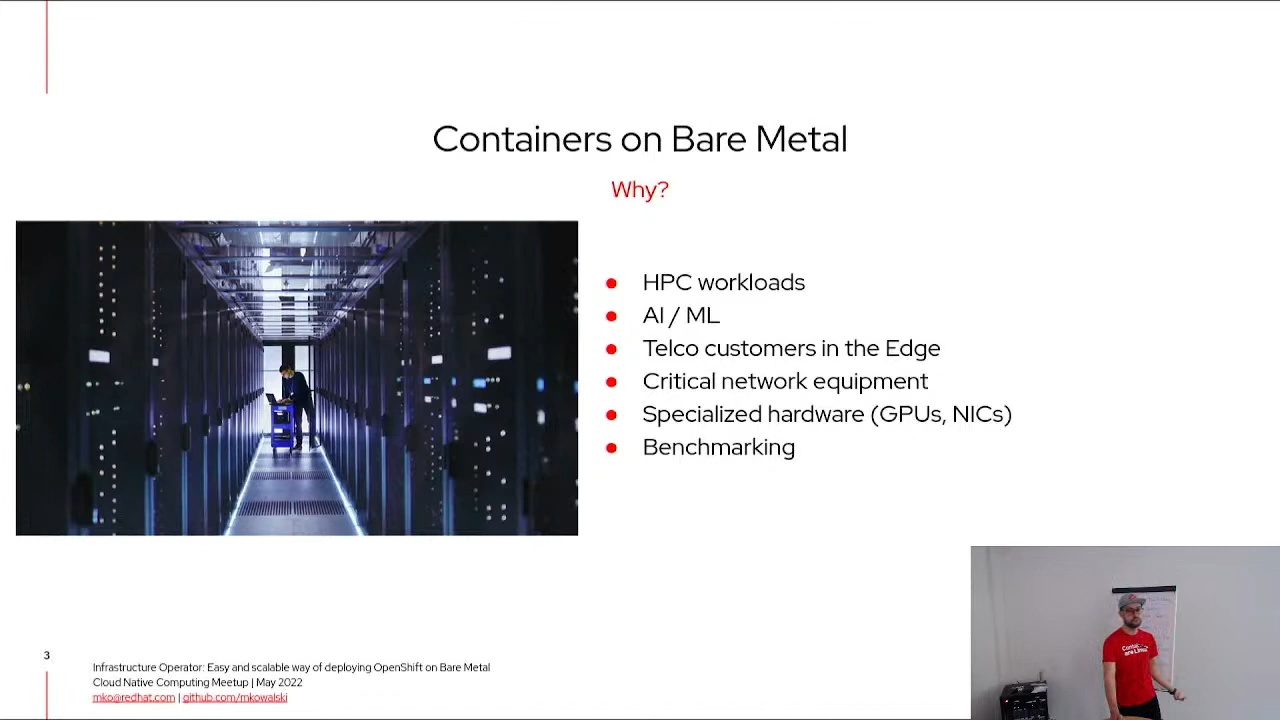 Containers on Bare Metal
Why?
HPC workloads
AI / ML
Telco customers in the Edge
Critical network equipment
Specialized hardware (GPUs, NICs)
Benchmarking
3
Infrastructure Operator: Easy and scalable way of deploying OpenShift on Bare Metal
Cloud Native Computing Meetup | May 2022
mko@redhat.com | github.com/mkowalski
are Linux